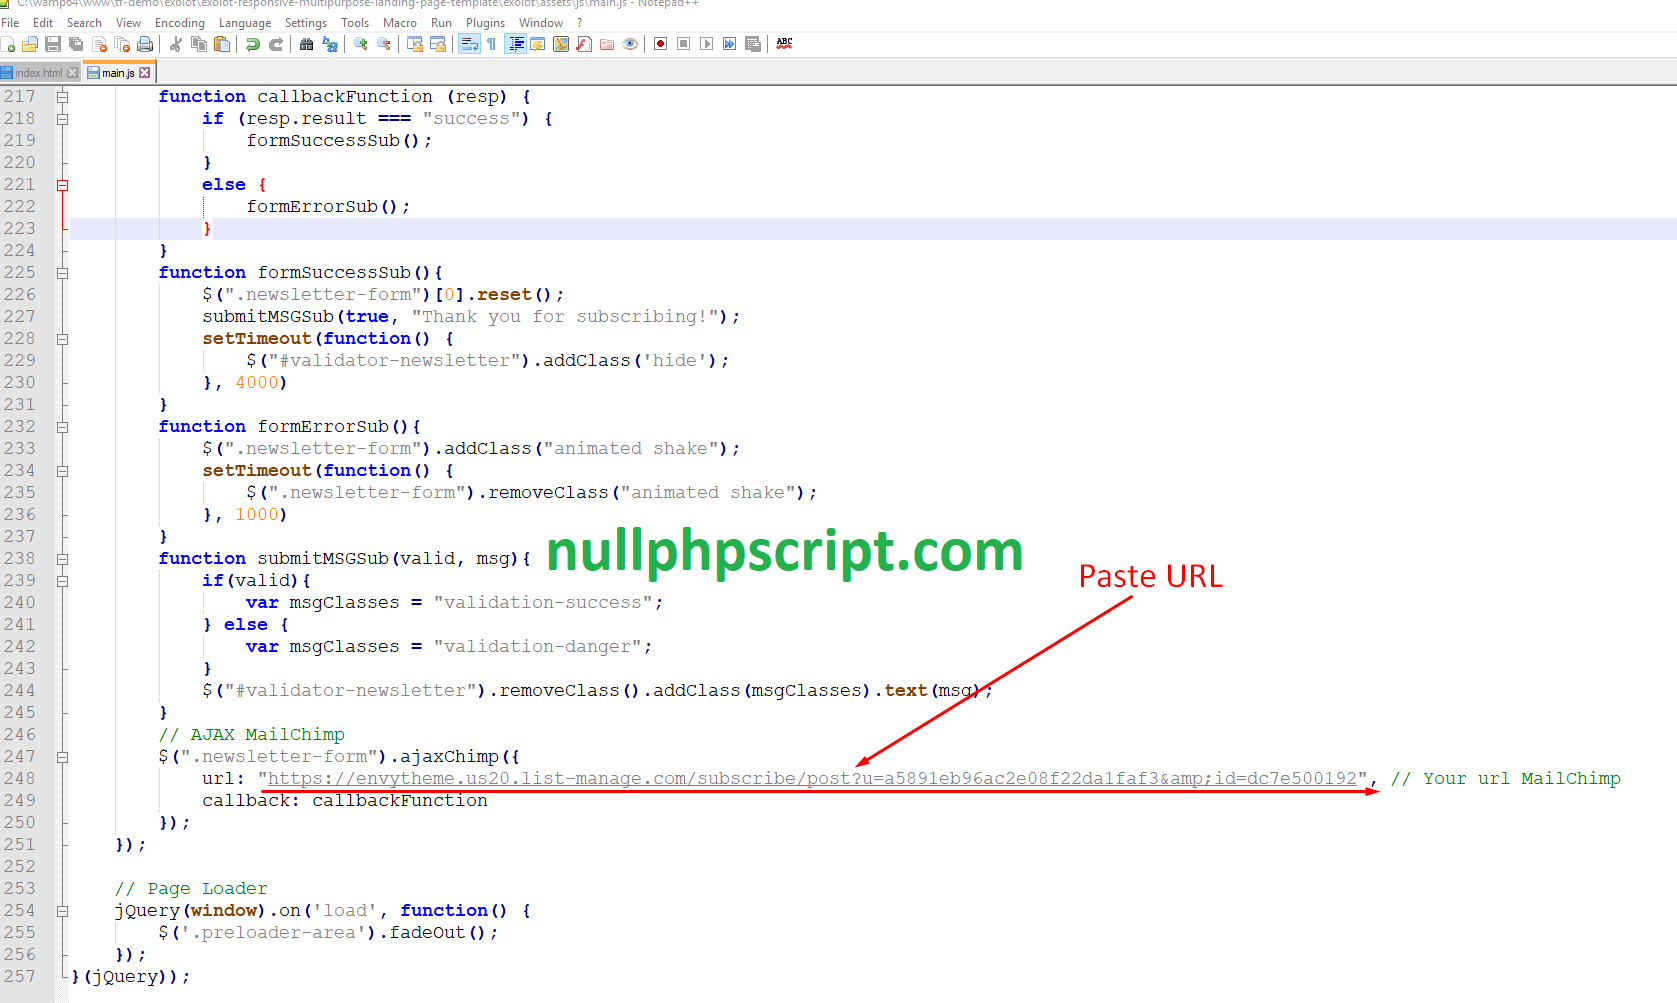 C:\wamp64\www\tf-demo\exolot\exolot-responsive-multipurpose-landing-page-template\exolot\assets\js\main.js - Notepad++
File Edit Search View Encoding Language Settings Tools Macro Run Plugins Window ?
index.html main.js
217 function callbackFunction (resp) {
218 if (resp.result === "success") {
219 formSuccessSub();
220 }
221 else {
222 formErrorSub();
223 }
224 }
225 function formSuccessSub(){
226 $(".newsletter-form")[0].reset();
227 submitMSGSub(true, "Thank you for subscribing!");
228 setTimeout(function() {
229 $("#validator-newsletter").addClass('hide');
230 }, 4000)
231 }
232 function formErrorSub(){
233 $(".newsletter-form").addClass("animated shake");
234 setTimeout(function() {
235 $(".newsletter-form").removeClass("animated shake");
236 }, 1000)
237 }
238 function submitMSGSub(valid, msg){
nullphpscript.com
Paste URL
239 if(valid){
240 var msgClasses = "validation-success";
241 } else {
242 var msgClasses = "validation-danger";
243 }
244 $("#validator-newsletter").removeClass().addClass(msgClasses).text(msg);
245 }
246 // AJAX MailChimp
247 $(".newsletter-form").ajaxChimp({
248 url: "https://envytheme.us20.list-manage.com/subscribe/post?u=a5891eb96ac2e08f22da1faf3&amp;id=dc7e500192", // Your url MailChimp
249 callback: callbackFunction
250 });
251 });
252
253 // Page Loader
254 jQuery(window).on('load', function() {
255 $('.preloader-area').fadeOut();
256 });
257 }(jQuery));